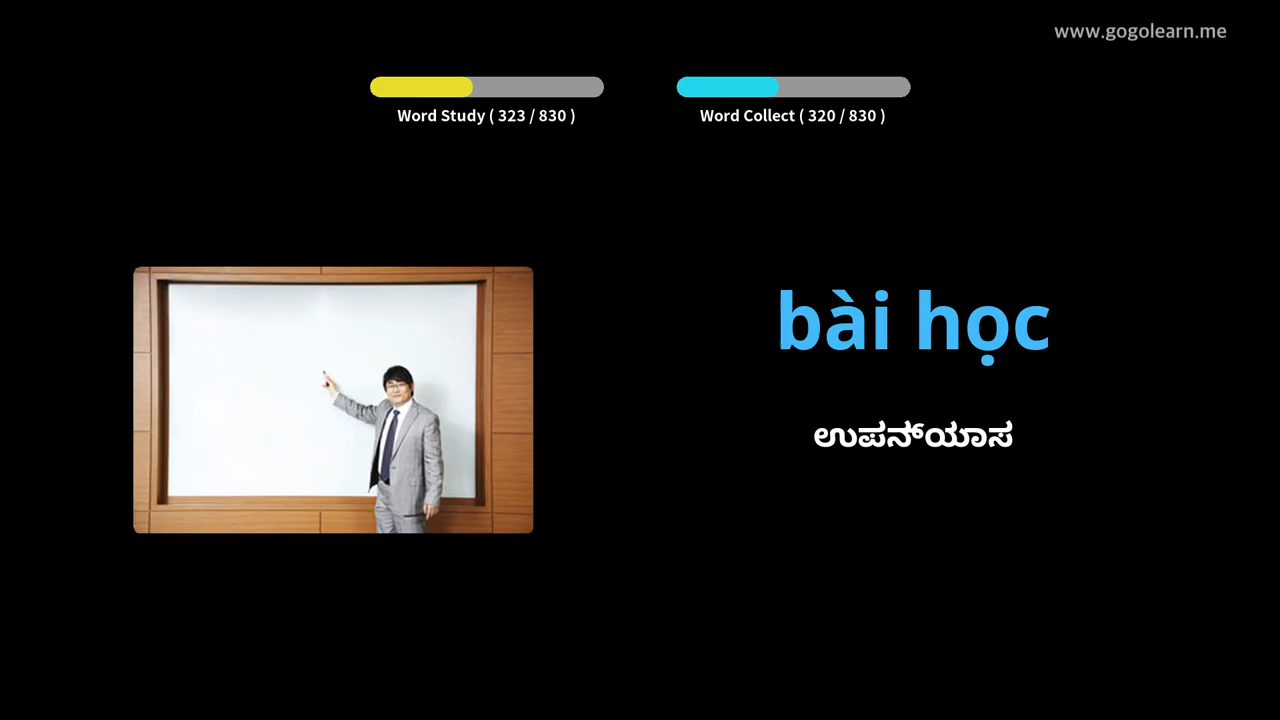 www.gogolearn.me
Word Study ( 323 / 830 )
Word Collect ( 320 / 830 )
bài học
ಉಪನ್‌ಯಾಸ